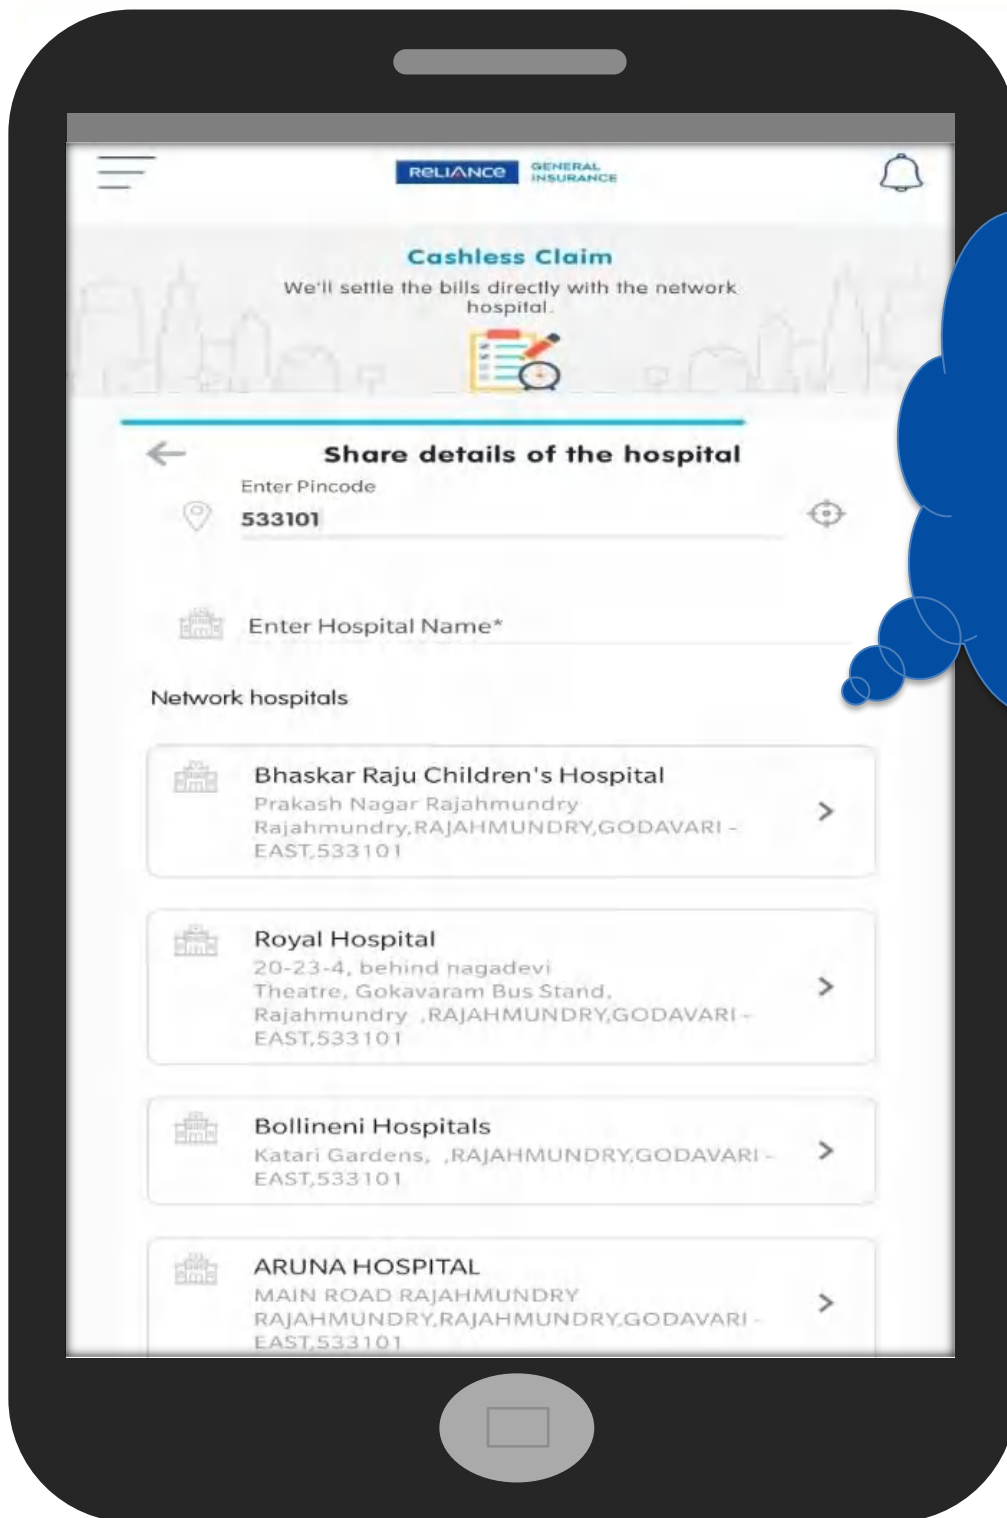 RELIANCE GENERAL
INSURANCE
Cashless Claim
We'll settle the bills directly with the network
hospital.
Share details of the hospital
Enter Pincode
533101
Enter Hospital Name*
Network hospitals
Bhaskar Raju Children's Hospital
Prakash Nagar Rajahmundry
Rajahmundry,RAJAHMUNDRY,GODAVARI -
EAST,533101
Royal Hospital
20-23-4, behind nagadevi
Theatre, Gokavaram Bus Stand,
Rajahmundry ,RAJAHMUNDRY,GODAVARI -
EAST,533101
Bollineni Hospitals
Katari Gardens, ,RAJAHMUNDRY,GODAVARI -
EAST,533101
ARUNA HOSPITAL
MAIN ROAD RAJAHMUNDRY
RAJAHMUNDRY,RAJAHMUNDRY,GODAVARI -
EAST,533101